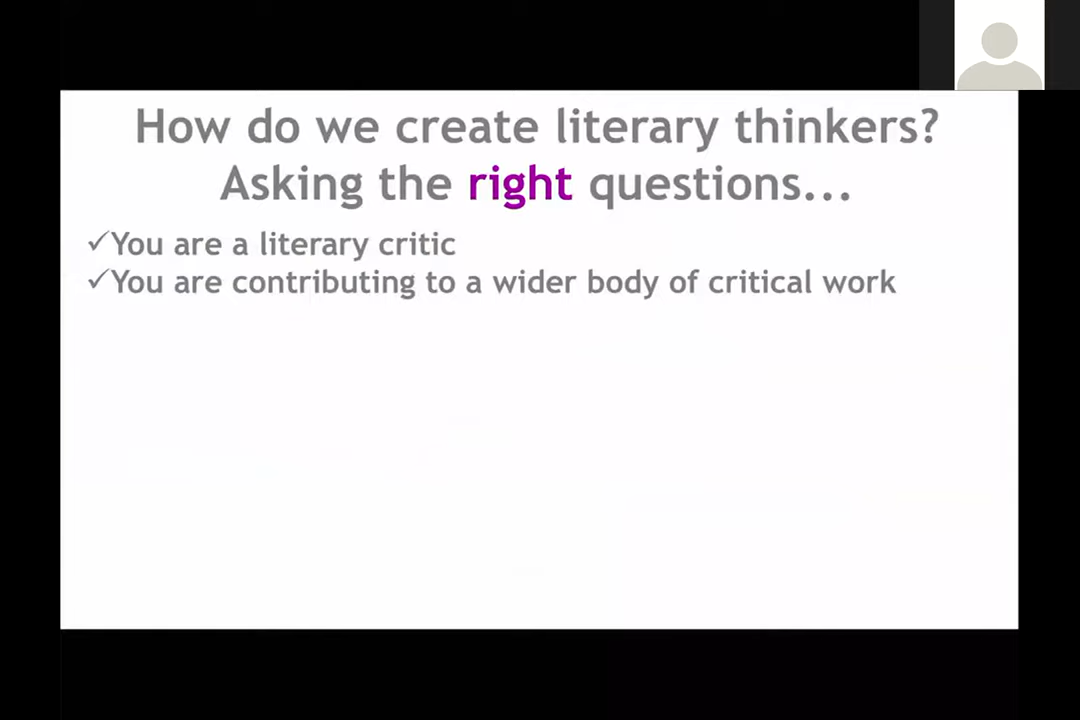 How do we create literary thinkers?
Asking the right questions...
✓You are a literary critic
✓You are contributing to a wider body of critical work